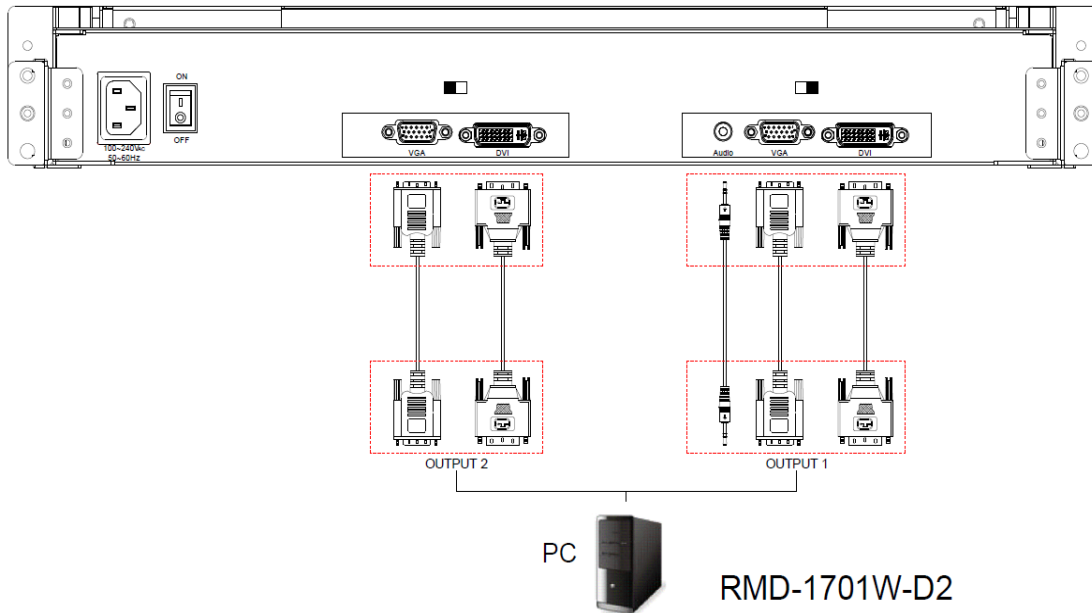 ON
OFF
100~240VAC
50~60Hz
VGA
DVI
Audio
VGA
DVI
OUTPUT 2
OUTPUT 1
PC
RMD-1701W-D2